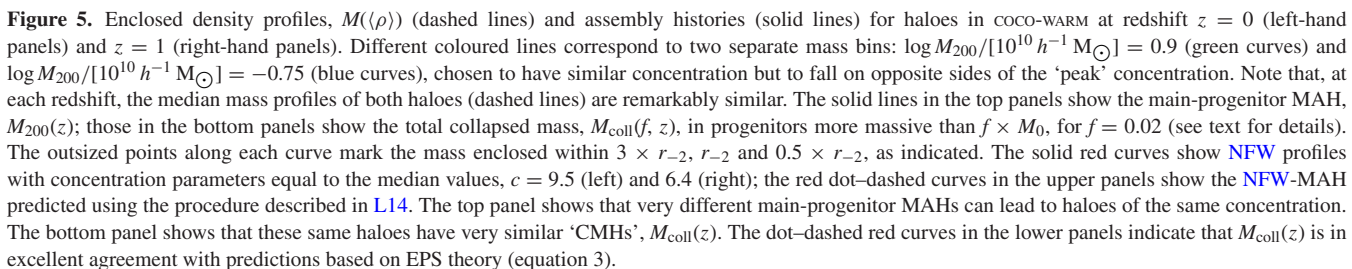 Figure 5. Enclosed density profiles, M(⟨ρ⟩) (dashed lines) and assembly histories (solid lines) for haloes in COCO-WARM at redshift z = 0 (left-hand
panels) and z = 1 (right-hand panels). Different coloured lines correspond to two separate mass bins: log M₂₀₀/[10¹⁰ h⁻¹ M⊙] = 0.9 (green curves) and
log M₂₀₀/[10¹⁰ h⁻¹ M⊙] = −0.75 (blue curves), chosen to have similar concentration but to fall on opposite sides of the ‘peak’ concentration. Note that, at
each redshift, the median mass profiles of both haloes (dashed lines) are remarkably similar. The solid lines in the top panels show the main-progenitor MAH,
M₂₀₀(z); those in the bottom panels show the total collapsed mass, M_coll(f, z), in progenitors more massive than f × M₀, for f = 0.02 (see text for details).
The outsized points along each curve mark the mass enclosed within 3 × r₋₂, r₋₂ and 0.5 × r₋₂, as indicated. The solid red curves show NFW profiles
with concentration parameters equal to the median values, c = 9.5 (left) and 6.4 (right); the red dot–dashed curves in the upper panels show the NFW-MAH
predicted using the procedure described in L14. The top panel shows that very different main-progenitor MAHs can lead to haloes of the same concentration.
The bottom panel shows that these same haloes have very similar ‘CMHs’, M_coll(z). The dot–dashed red curves in the lower panels indicate that M_coll(z) is in
excellent agreement with predictions based on EPS theory (equation 3).